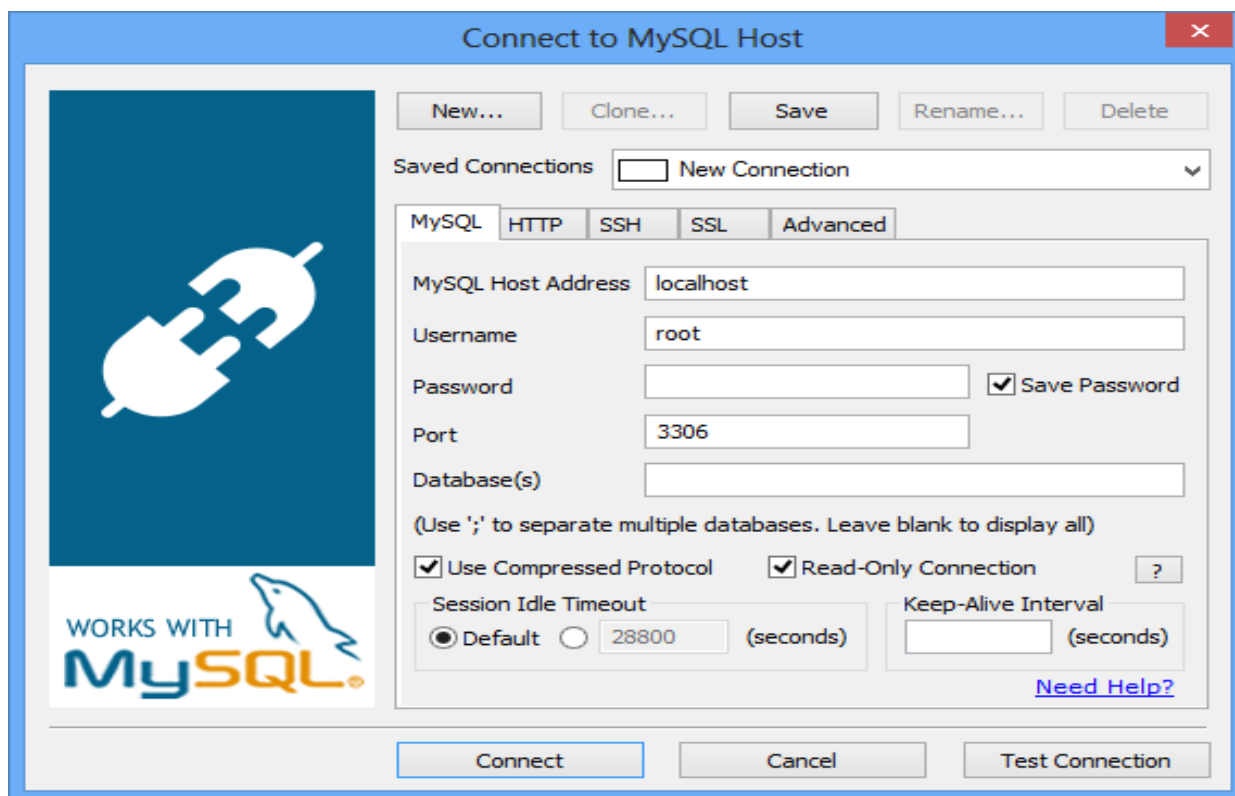 Connect to MySQL Host
New... Clone... Save Rename... Delete
Saved Connections New Connection
MySQL HTTP SSH SSL Advanced
MySQL Host Address localhost
Username root
Password Save Password
Port 3306
Database(s)
(Use ';' to separate multiple databases. Leave blank to display all)
Use Compressed Protocol Read-Only Connection ?
Session Idle Timeout Keep-Alive Interval
Default 28800 (seconds) (seconds)
Need Help?
WORKS WITH
MySQL®
Connect Cancel Test Connection